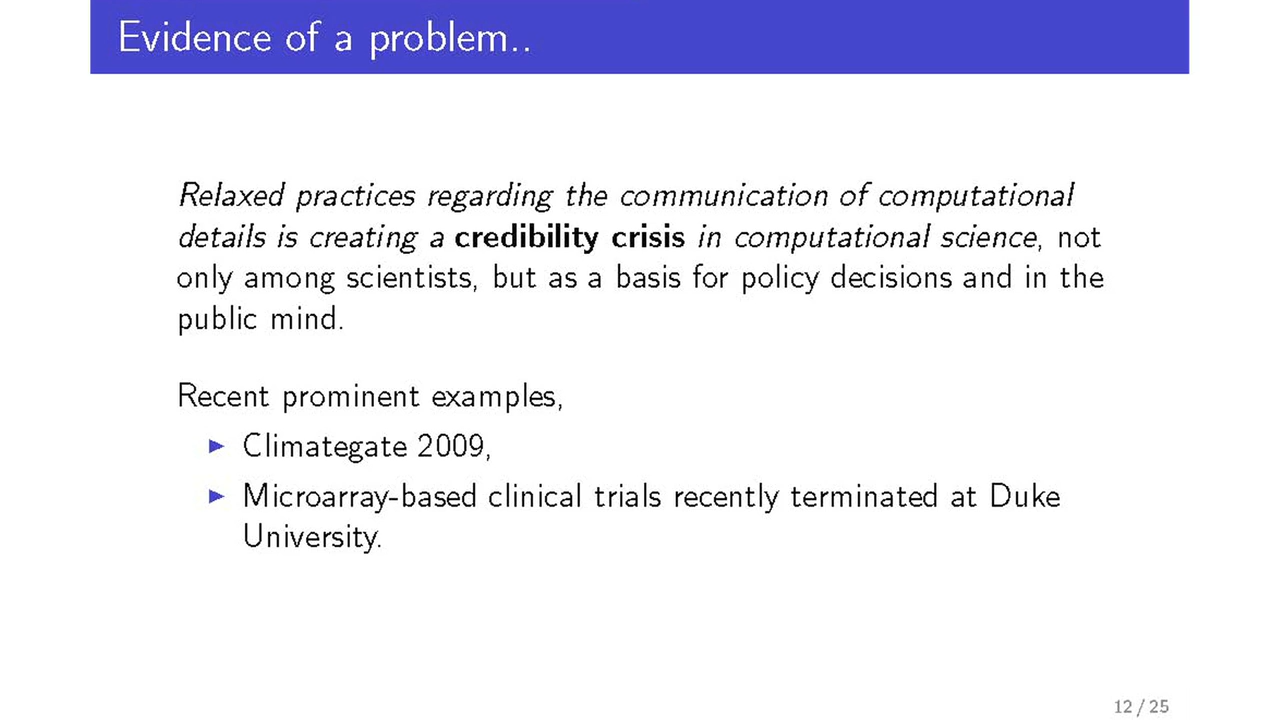 Evidence of a problem..
Relaxed practices regarding the communication of computational
details is creating a credibility crisis in computational science, not
only among scientists, but as a basis for policy decisions and in the
public mind.
Recent prominent examples,
Climategate 2009,
Microarray-based clinical trials recently terminated at Duke
University.
12 / 25